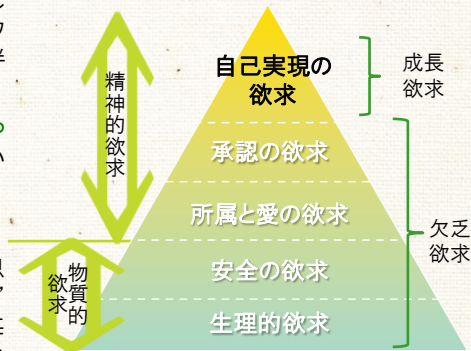 自己実現の
欲求
承認の欲求
所属と愛の欲求
安全の欲求
生理的欲求
精神的欲求
物質的
欲求
成長
欲求
欠乏
欲求